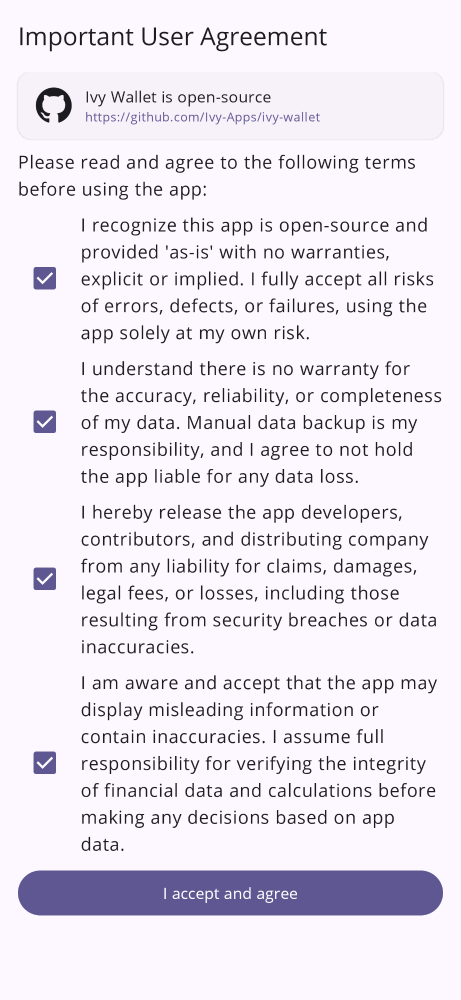 Important User Agreement
Ivy Wallet is open-source
https://github.com/Ivy-Apps/ivy-wallet
Please read and agree to the following terms
before using the app:
I recognize this app is open-source and
provided 'as-is' with no warranties,
explicit or implied. I fully accept all risks
of errors, defects, or failures, using the
app solely at my own risk.
I understand there is no warranty for
the accuracy, reliability, or completeness
of my data. Manual data backup is my
responsibility, and I agree to not hold
the app liable for any data loss.
I hereby release the app developers,
contributors, and distributing company
from any liability for claims, damages,
legal fees, or losses, including those
resulting from security breaches or data
inaccuracies.
I am aware and accept that the app may
display misleading information or
contain inaccuracies. I assume full
responsibility for verifying the integrity
of financial data and calculations before
making any decisions based on app
data.
I accept and agree